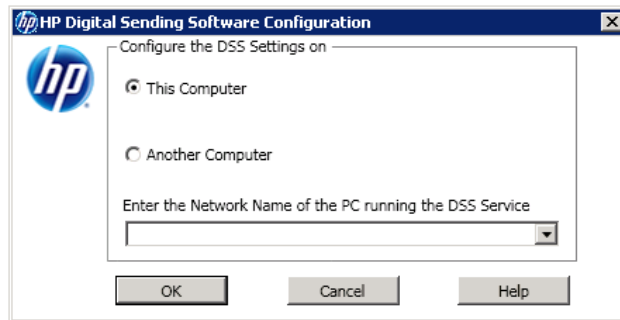 HP Digital Sending Software Configuration
hp
Configure the DSS Settings on
This Computer
Another Computer
Enter the Network Name of the PC running the DSS Service
OK
Cancel
Help